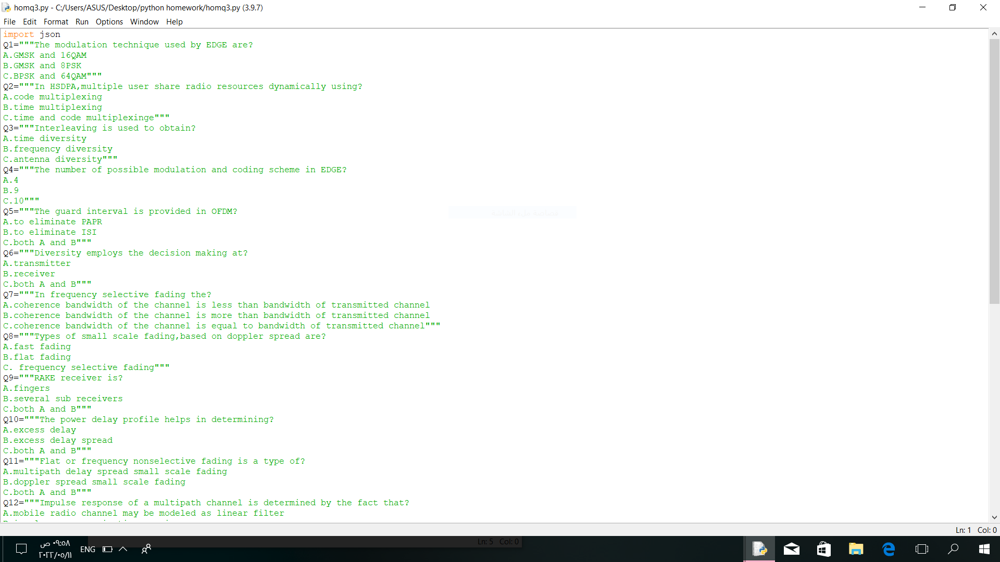 homq3.py - C:/Users/ASUS/Desktop/python homework/homq3.py (3.9.7)
File Edit Format Run Options Window Help
import json
Q1="""The modulation technique used by EDGE are?
A.GMSK and 16QAM
B.GMSK and 8PSK
C.BPSK and 64QAM"""
Q2="""In HSDPA,multiple user share radio resources dynamically using?
A.code multiplexing
B.time multiplexing
C.time and code multiplexinge"""
Q3="""Interleaving is used to obtain?
A.time diversity
B.frequency diversity
C.antenna diversity"""
Q4="""The number of possible modulation and coding scheme in EDGE?
A.4
B.9
C.10"""
Q5="""The guard interval is provided in OFDM?
A.to eliminate PAPR
B.to eliminate ISI
C.both A and B"""
Q6="""Diversity employs the decision making at?
A.transmitter
B.receiver
C.both A and B"""
Q7="""In frequency selective fading the?
A.coherence bandwidth of the channel is less than bandwidth of transmitted channel
B.coherence bandwidth of the channel is more than bandwidth of transmitted channel
C.coherence bandwidth of the channel is equal to bandwidth of transmitted channel"""
Q8="""Types of small scale fading,based on doppler spread are?
A.fast fading
B.flat fading
C. frequency selective fading"""
Q9="""RAKE receiver is?
A.fingers
B.several sub receivers
C.both A and B"""
Q10="""The power delay profile helps in determining?
A.excess delay
B.excess delay spread
C.both A and B"""
Q11="""Flat or frequency nonselective fading is a type of?
A.multipath delay spread small scale fading
B.doppler spread small scale fading
C.both A and B"""
Q12="""Impulse response of a multipath channel is determined by the fact that?
A.mobile radio channel may be modeled as linear filter
Ln: 1 Col: 0
Ln: 5 Col: 0
٠٩:٥٨ ص
ENG
٢٠٢٢/٠٥/١١